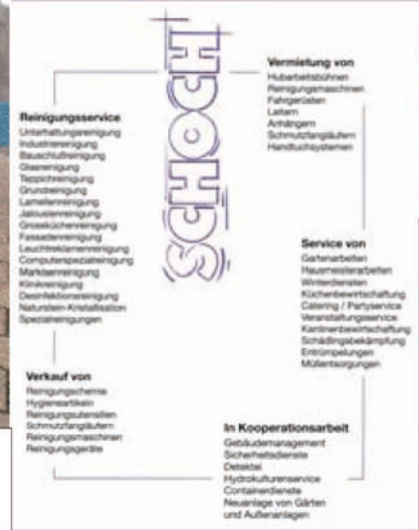 SCHOCH
Vermietung von
Hubarbeitsbühnen
Reinigungsmaschinen
Fahrgerüsten
Leitern
Anhängern
Schmutzfangläufern
Handtuchsystemen
Reinigungsservice
Unterhaltungsreinigung
Industriereinigung
Bauschlußreinigung
Glasreinigung
Teppichreinigung
Grundreinigung
Lamellenreinigung
Jalousienreinigung
Grossküchenreinigung
Fassadenreinigung
Leuchtreklamenreinigung
Computerspezialreinigung
Markisenreinigung
Klinikreinigung
Desinfektionsreinigung
Naturstein-Kristallisation
Spezialreinigungen
Service von
Gartenarbeiten
Hausmeisterarbeiten
Winterdiensten
Küchenbewirtschaftung
Catering / Partyservice
Veranstaltungsservice
Kantinenbewirtschaftung
Schädlingsbekämpfung
Entrümpelungen
Müllentsorgungen
Verkauf von
Reinigungschemie
Hygieneartikeln
Reinigungsutensilien
Schmutzfangläufern
Reinigungsmaschinen
Reinigungsgeräte
In Kooperationsarbeit
Gebäudemanagement
Sicherheitsdienste
Detektei
Hydrokulturenservice
Containerdienste
Neuanlage von Gärten
und Außenanlagen